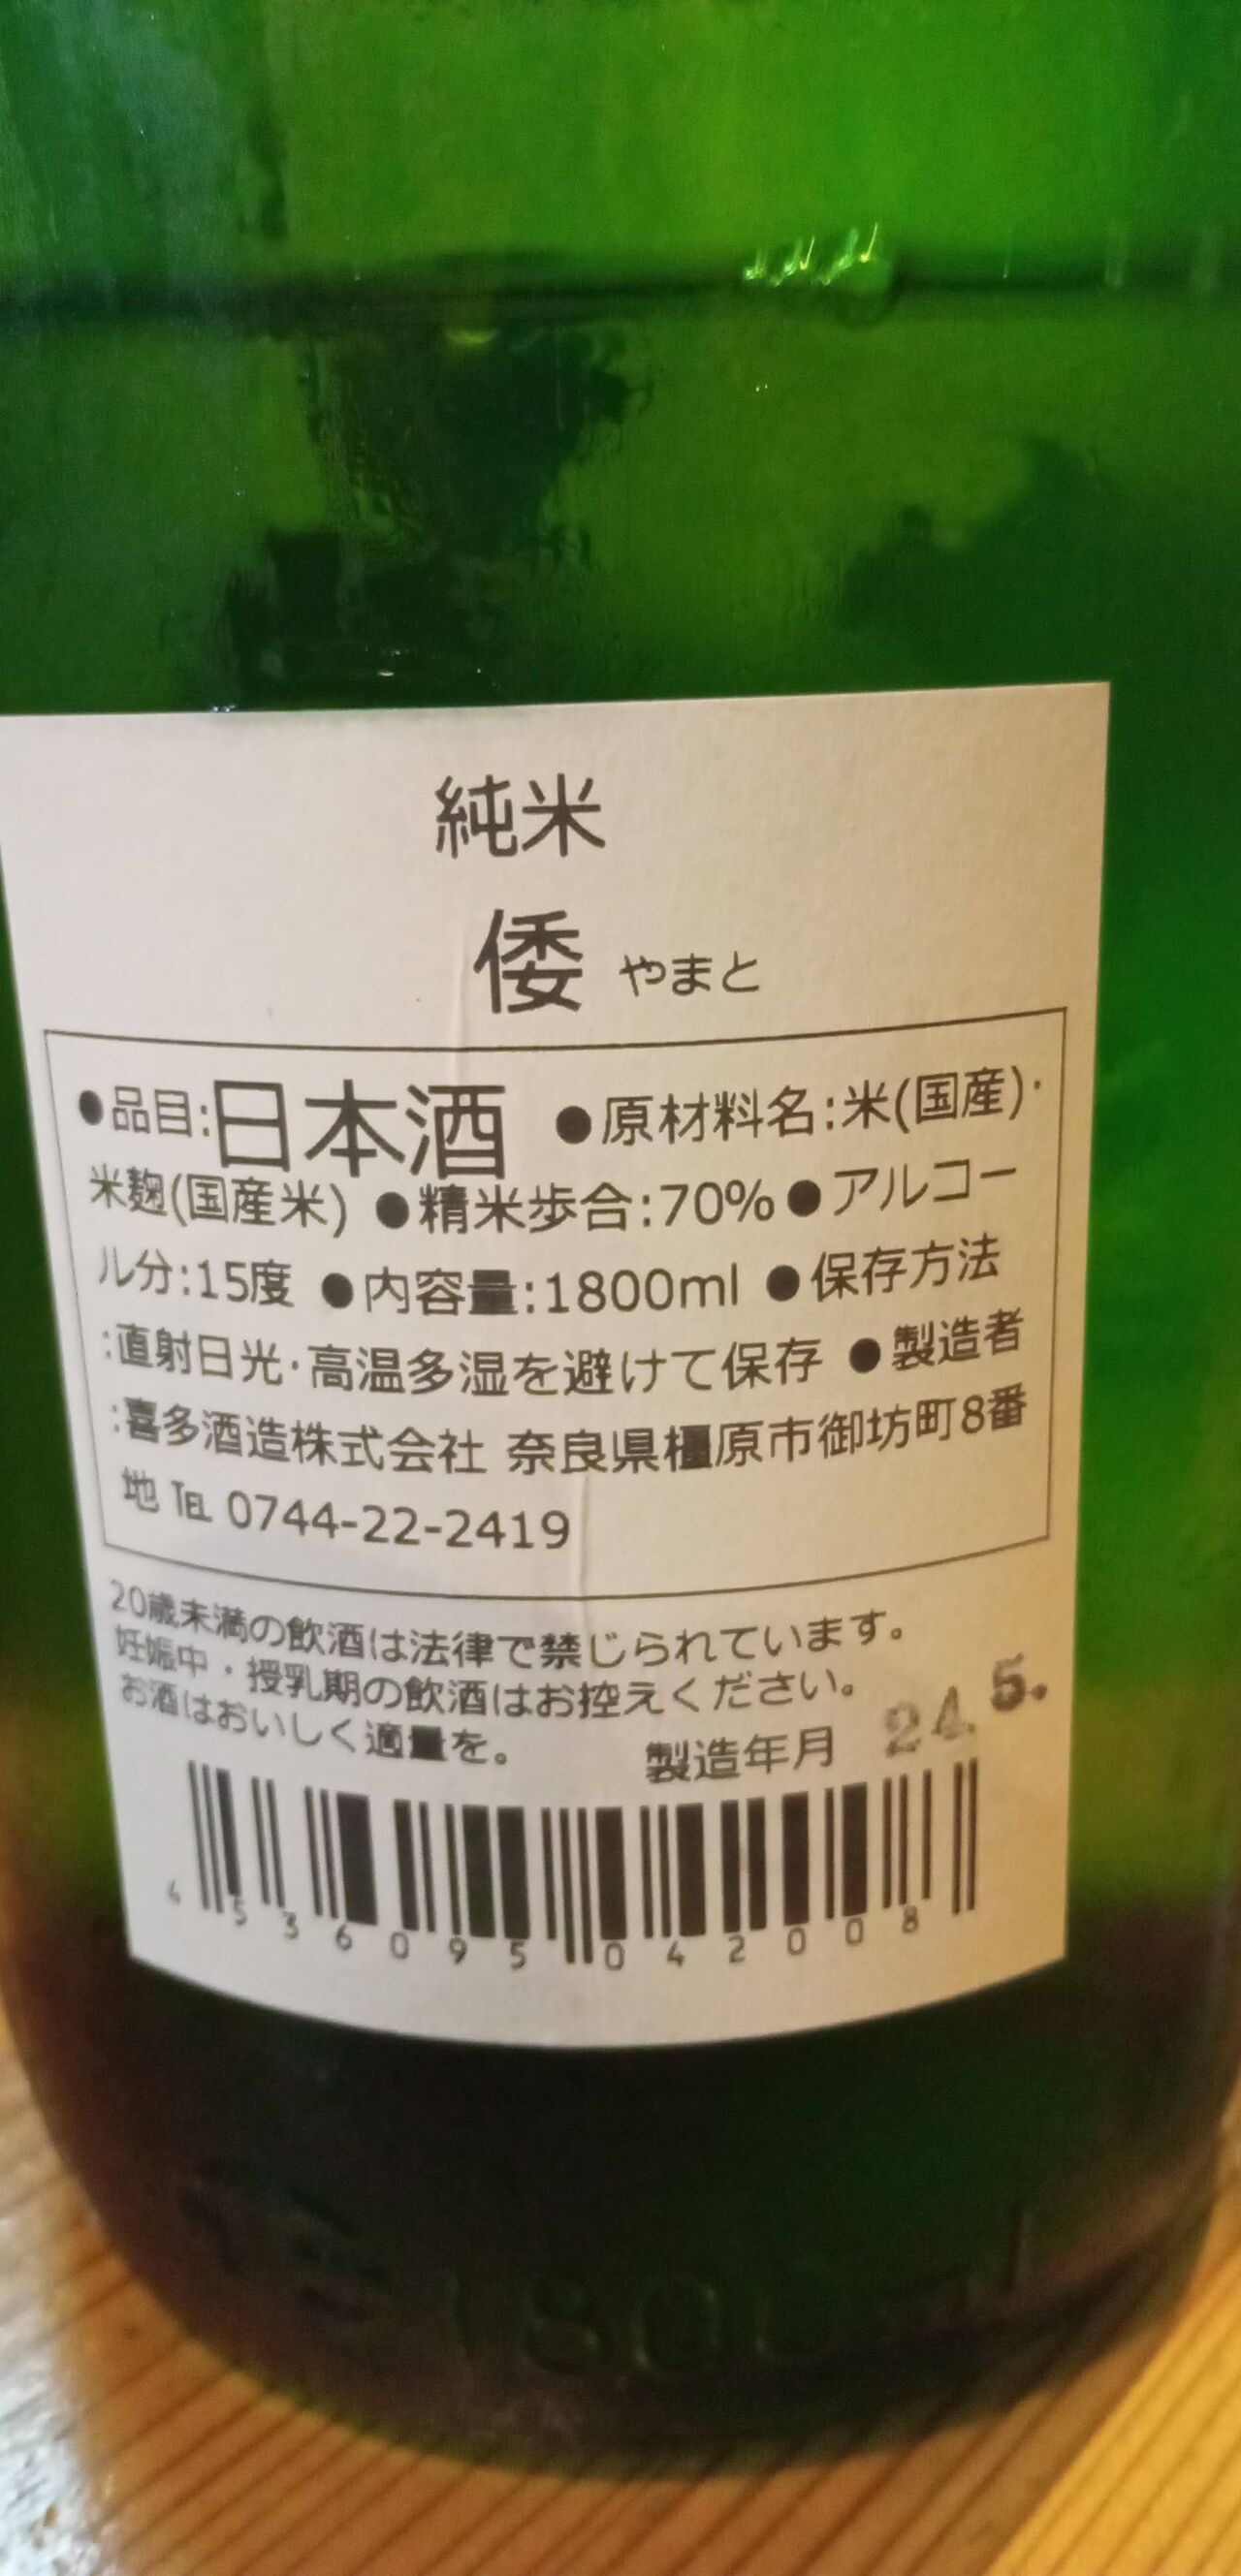 純米
倭 やまと
●品目:日本酒 ●原材料名:米(国産)・
米麹(国産米) ●精米歩合:70%●アルコー
ル分:15度 ●内容量:1800ml ●保存方法
:直射日光・高温多湿を避けて保存 ●製造者
:喜多酒造株式会社 奈良県橿原市御坊町8番
地 ℡ 0744-22-2419
20歳未満の飲酒は法律で禁じられています。
妊娠中・授乳期の飲酒はお控えください。
お酒はおいしく適量を。 製造年月 24.5.
4536095042008